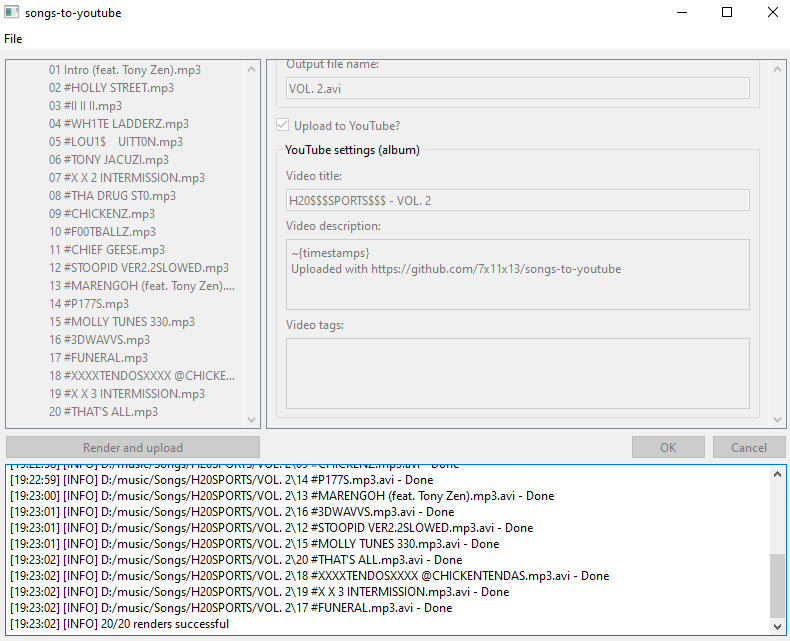 songs-to-youtube
File
01 Intro (feat. Tony Zen).mp3
02 #HOLLY STREET.mp3
03 #II II II.mp3
04 #WH1TE LADDERZ.mp3
05 #LOU1$ UITT0N.mp3
06 #TONY JACUZI.mp3
07 #X X 2 INTERMISSION.mp3
08 #THA DRUG ST0.mp3
09 #CHICKENZ.mp3
10 #F00TBALLZ.mp3
11 #CHIEF GEESE.mp3
12 #STOOPID VER2.2SLOWED.mp3
13 #MARENGOH (feat. Tony Zen)....
14 #P177S.mp3
15 #MOLLY TUNES 330.mp3
16 #3DWAVVS.mp3
17 #FUNERAL.mp3
18 #XXXXTENDOSXXXX @CHICKE...
19 #X X 3 INTERMISSION.mp3
20 #THAT'S ALL.mp3
Render and upload
Output file name:
VOL. 2.avi
Upload to YouTube?
YouTube settings (album)
Video title:
H20$$$SPORTS$$$ - VOL. 2
Video description:
~{timestamps}
Uploaded with https://github.com/7x11x13/songs-to-youtube
Video tags:
OK
Cancel
[19:22:58] [INFO] D:/music/Songs/H20SPORTS/VOL. 2\09 #CHICKENZ.mp3.avi - Done
[19:22:59] [INFO] D:/music/Songs/H20SPORTS/VOL. 2\14 #P177S.mp3.avi - Done
[19:23:00] [INFO] D:/music/Songs/H20SPORTS/VOL. 2\13 #MARENGOH (feat. Tony Zen).mp3.avi - Done
[19:23:01] [INFO] D:/music/Songs/H20SPORTS/VOL. 2\16 #3DWAVVS.mp3.avi - Done
[19:23:01] [INFO] D:/music/Songs/H20SPORTS/VOL. 2\12 #STOOPID VER2.2SLOWED.mp3.avi - Done
[19:23:01] [INFO] D:/music/Songs/H20SPORTS/VOL. 2\15 #MOLLY TUNES 330.mp3.avi - Done
[19:23:02] [INFO] D:/music/Songs/H20SPORTS/VOL. 2\20 #THAT'S ALL.mp3.avi - Done
[19:23:02] [INFO] D:/music/Songs/H20SPORTS/VOL. 2\18 #XXXXTENDOSXXXX @CHICKENTENDAS.mp3.avi - Done
[19:23:02] [INFO] D:/music/Songs/H20SPORTS/VOL. 2\19 #X X 3 INTERMISSION.mp3.avi - Done
[19:23:02] [INFO] D:/music/Songs/H20SPORTS/VOL. 2\17 #FUNERAL.mp3.avi - Done
[19:23:02] [INFO] 20/20 renders successful